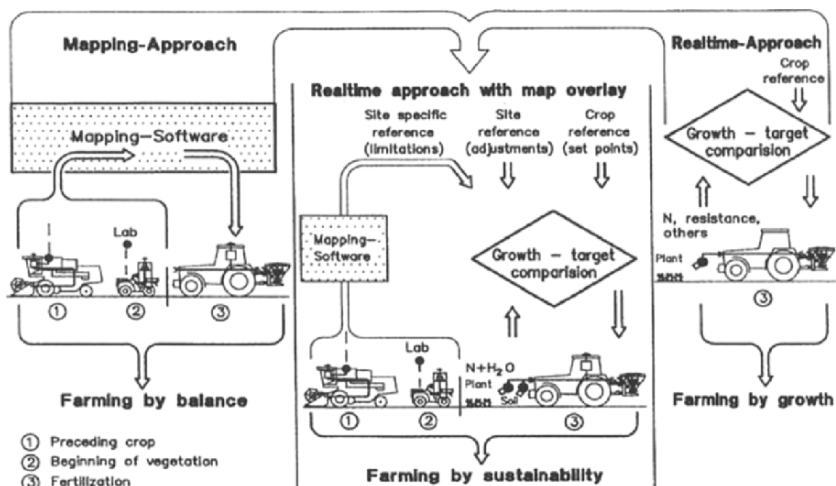 Mapping-Approach
Mapping-Software
Lab
①
②
③
Farming by balance
① Preceding crop
② Beginning of vegetation
③ Fertilization
Realtime approach with map overlay
Site specific
reference
(limitations)
Site
reference
(adjustments)
Crop
reference
(set points)
Mapping-
Software
Growth - target
comparision
Lab
N+H₂O
Plant
Soil
①
②
③
Farming by sustainability
Realtime-Approach
Crop
reference
Growth - target
comparision
N, resistance,
others
Plant
③
Farming by growth